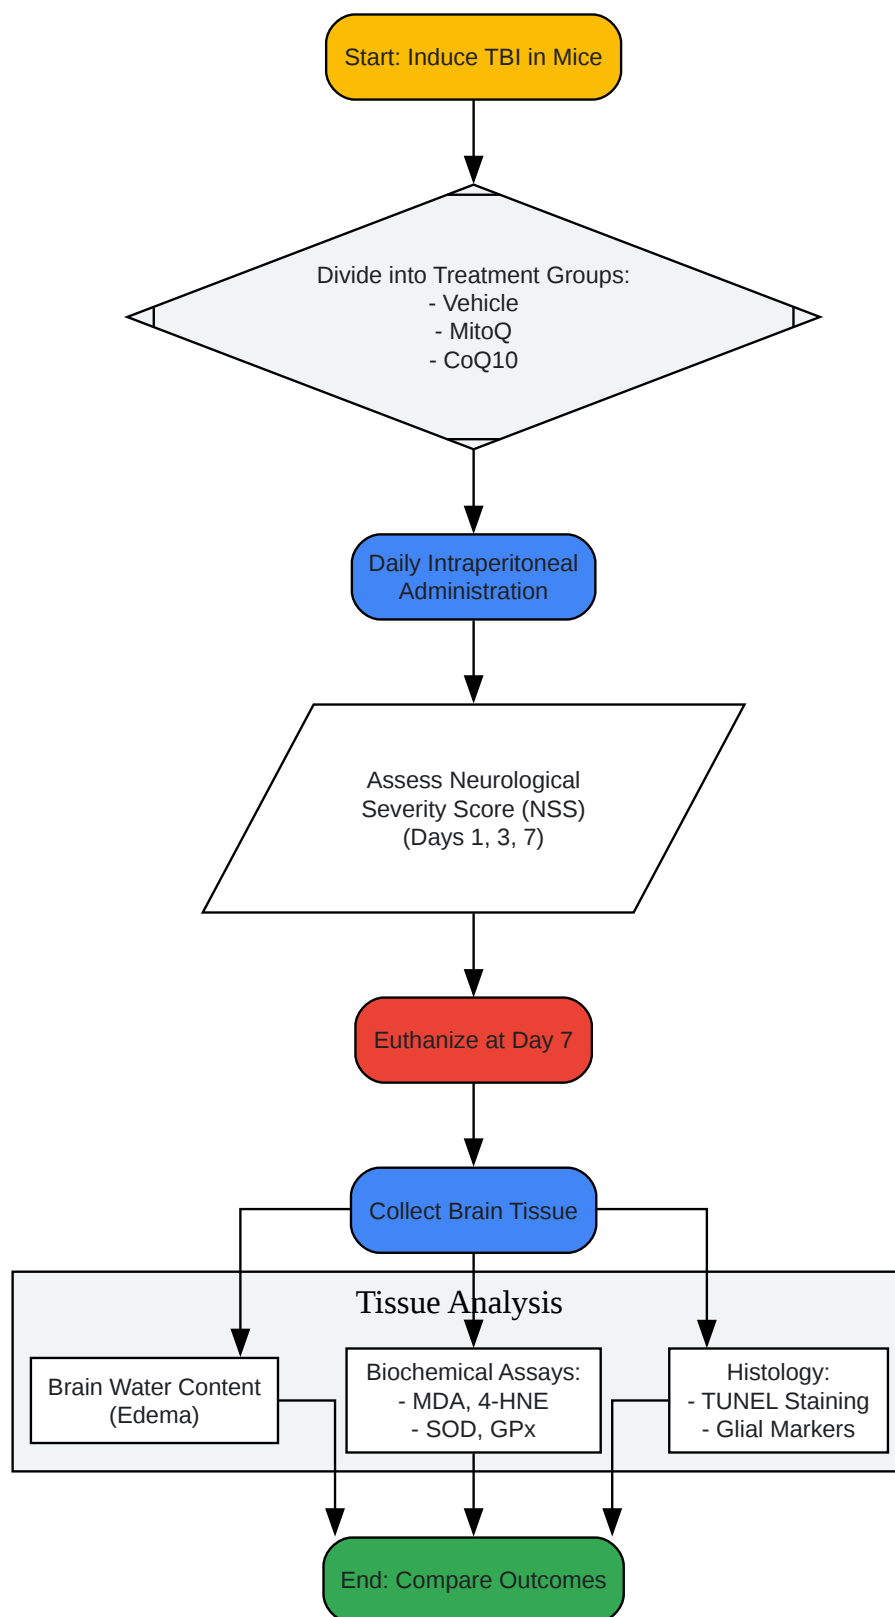 Start: Induce TBI in Mice
Divide into Treatment Groups:
- Vehicle
- MitoQ
- CoQ10
Daily Intraperitoneal
Administration
Assess Neurological
Severity Score (NSS)
(Days 1, 3, 7)
Euthanize at Day 7
Collect Brain Tissue
Tissue Analysis
Brain Water Content
(Edema)
Biochemical Assays:
- MDA, 4-HNE
- SOD, GPx
Histology:
- TUNEL Staining
- Glial Markers
End: Compare Outcomes